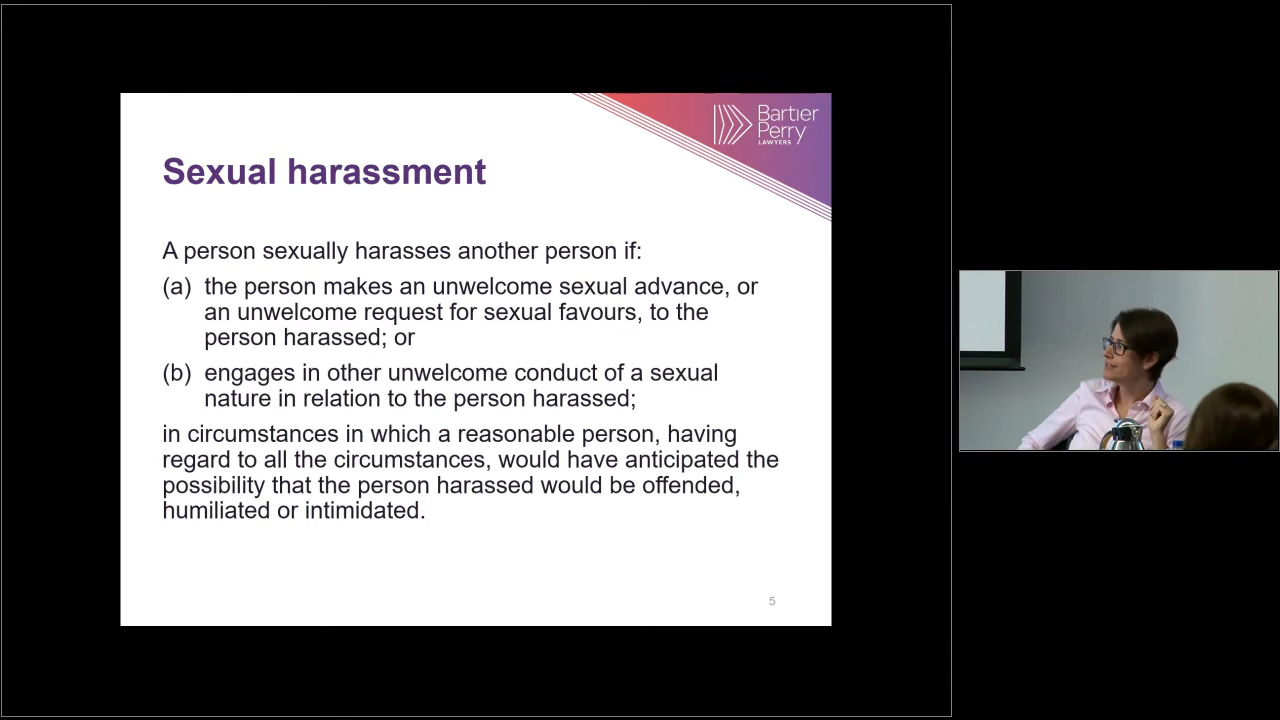 Bartier
Perry
LAWYERS
Sexual harassment
A person sexually harasses another person if:
(a) the person makes an unwelcome sexual advance, or
an unwelcome request for sexual favours, to the
person harassed; or
(b) engages in other unwelcome conduct of a sexual
nature in relation to the person harassed;
in circumstances in which a reasonable person, having
regard to all the circumstances, would have anticipated the
possibility that the person harassed would be offended,
humiliated or intimidated.
5